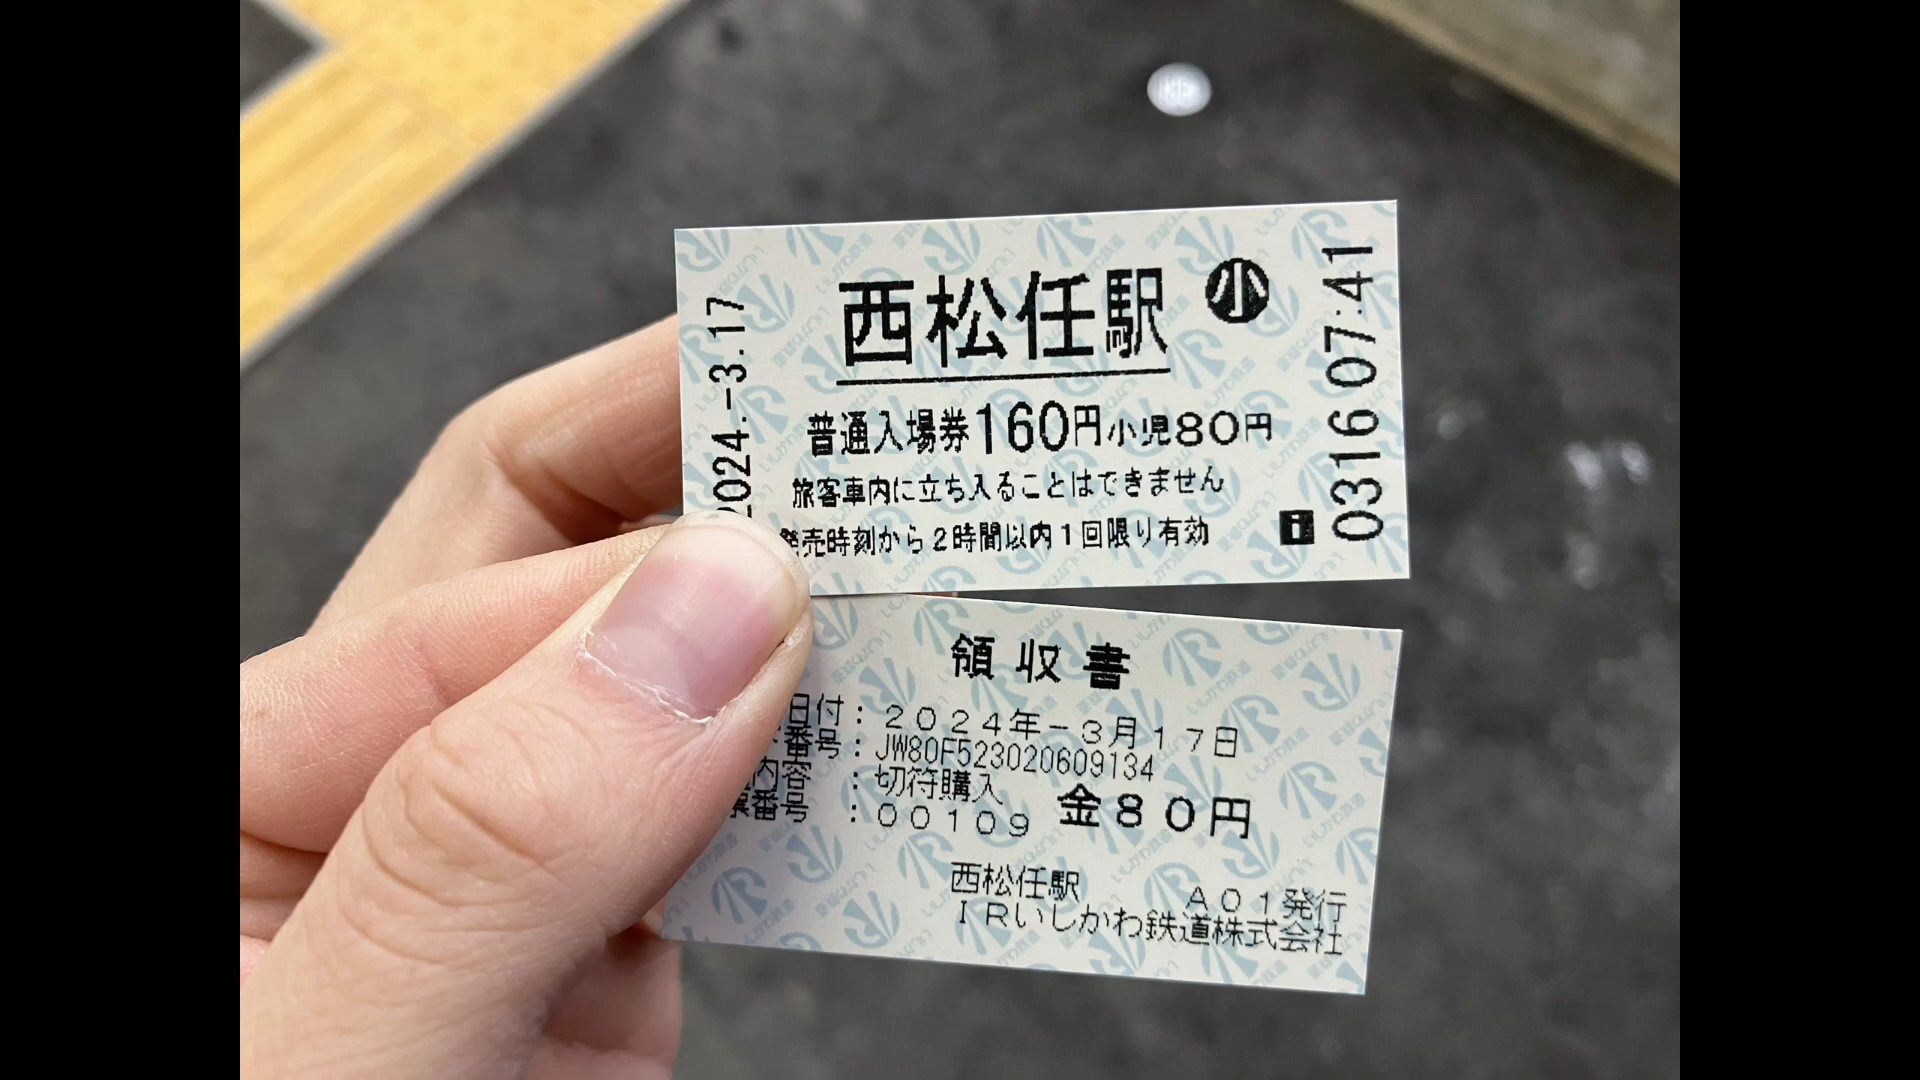 西松任駅 小
普通入場券160円小児80円
旅客車内に立ち入ることはできません
売時刻から2時間以内1回限り有効
2024.-3.17
i
0316 07:41
領収書
日付:2024年-3月17日
番号:JW80F523020609134
内容:切符購入
番号:00109 金80円
西松任駅 A01発行
IRいしかわ鉄道株式会社